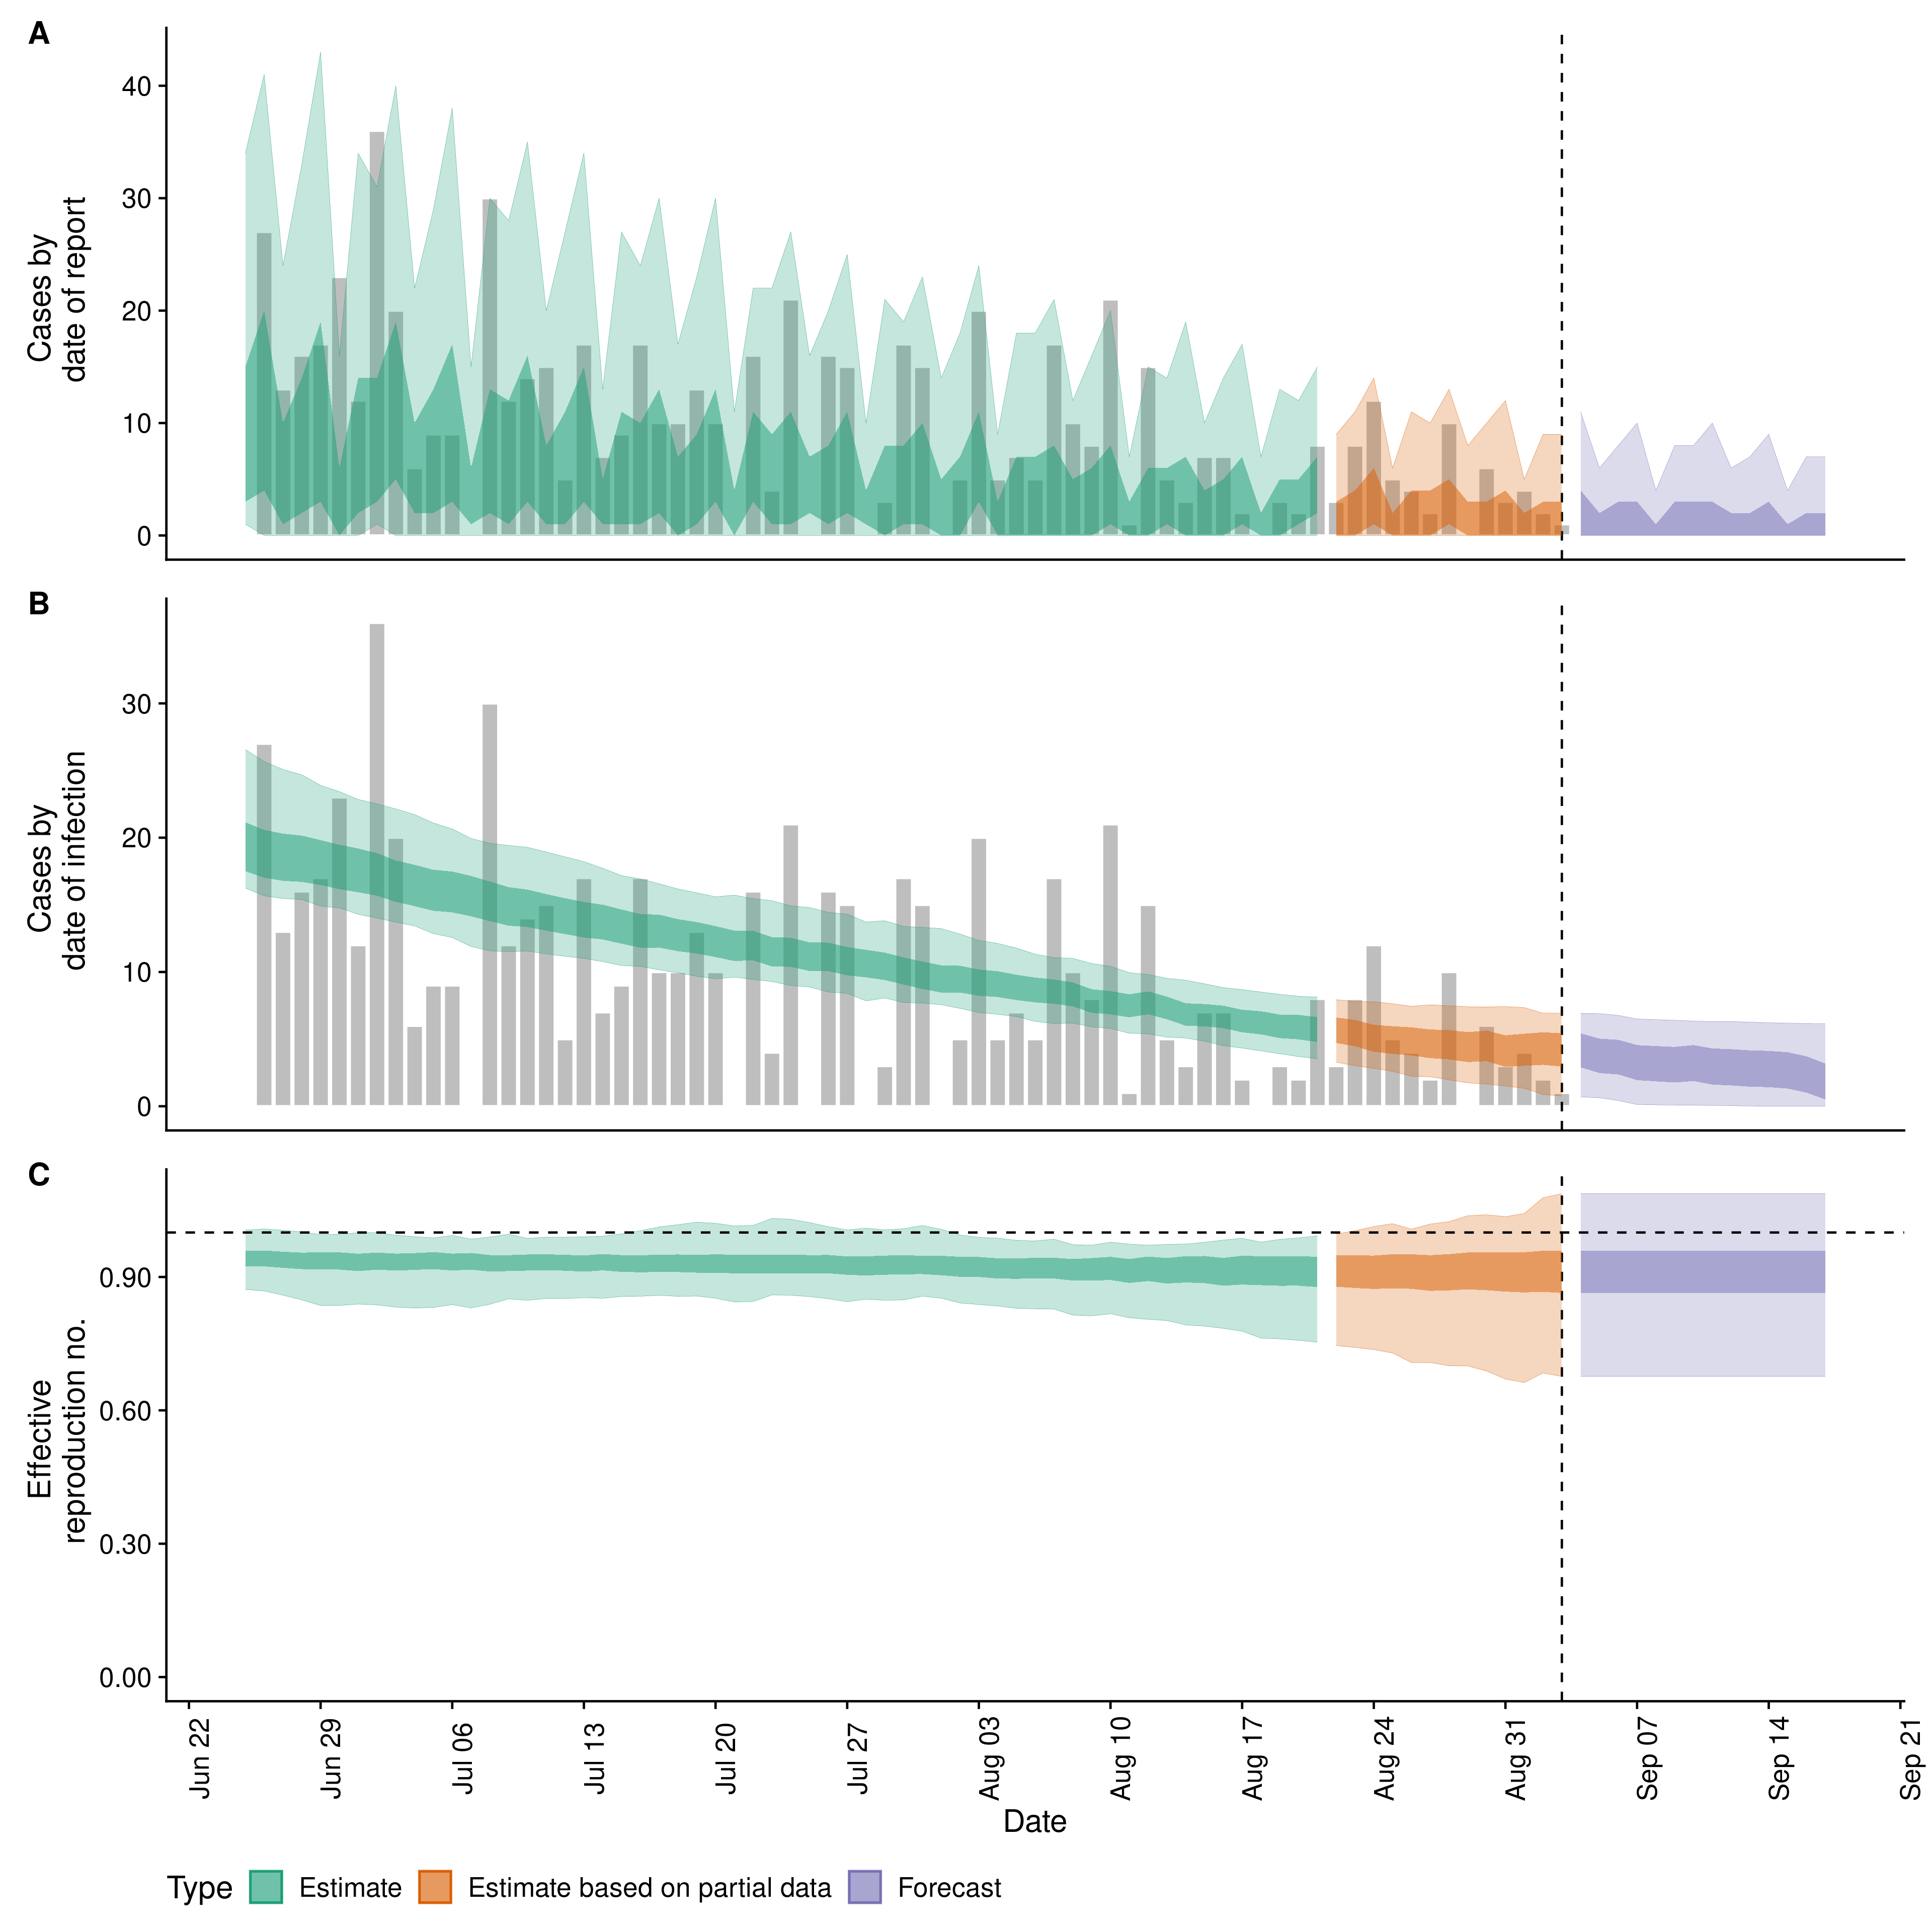 A
Cases by
date of report
40
30
20
10
0
B
Cases by
date of infection
30
20
10
0
C
Effective
reproduction no.
0.90
0.60
0.30
0.00
Jun 22
Jun 29
Jul 06
Jul 13
Jul 20
Jul 27
Aug 03
Aug 10
Aug 17
Aug 24
Aug 31
Sep 07
Sep 14
Sep 21
Date
Type Estimate Estimate based on partial data Forecast